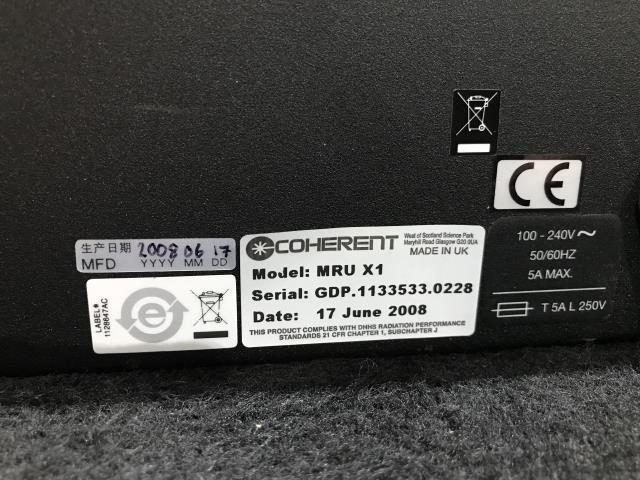 CE
生产日期 2008 06 17
MFD YYYY MM DD
LABEL#
1128647AC
e
COHERENT
West of Scotland Science Park
Maryhill Road Glasgow G20 0UA
MADE IN UK
Model: MRU X1
Serial: GDP.1133533.0228
Date: 17 June 2008
THIS PRODUCT COMPLIES WITH DHHS RADIATION PERFORMANCE
STANDARDS 21 CFR CHAPTER 1, SUBCHAPTER J
100 - 240V ~
50/60HZ
5A MAX.
T 5A L 250V